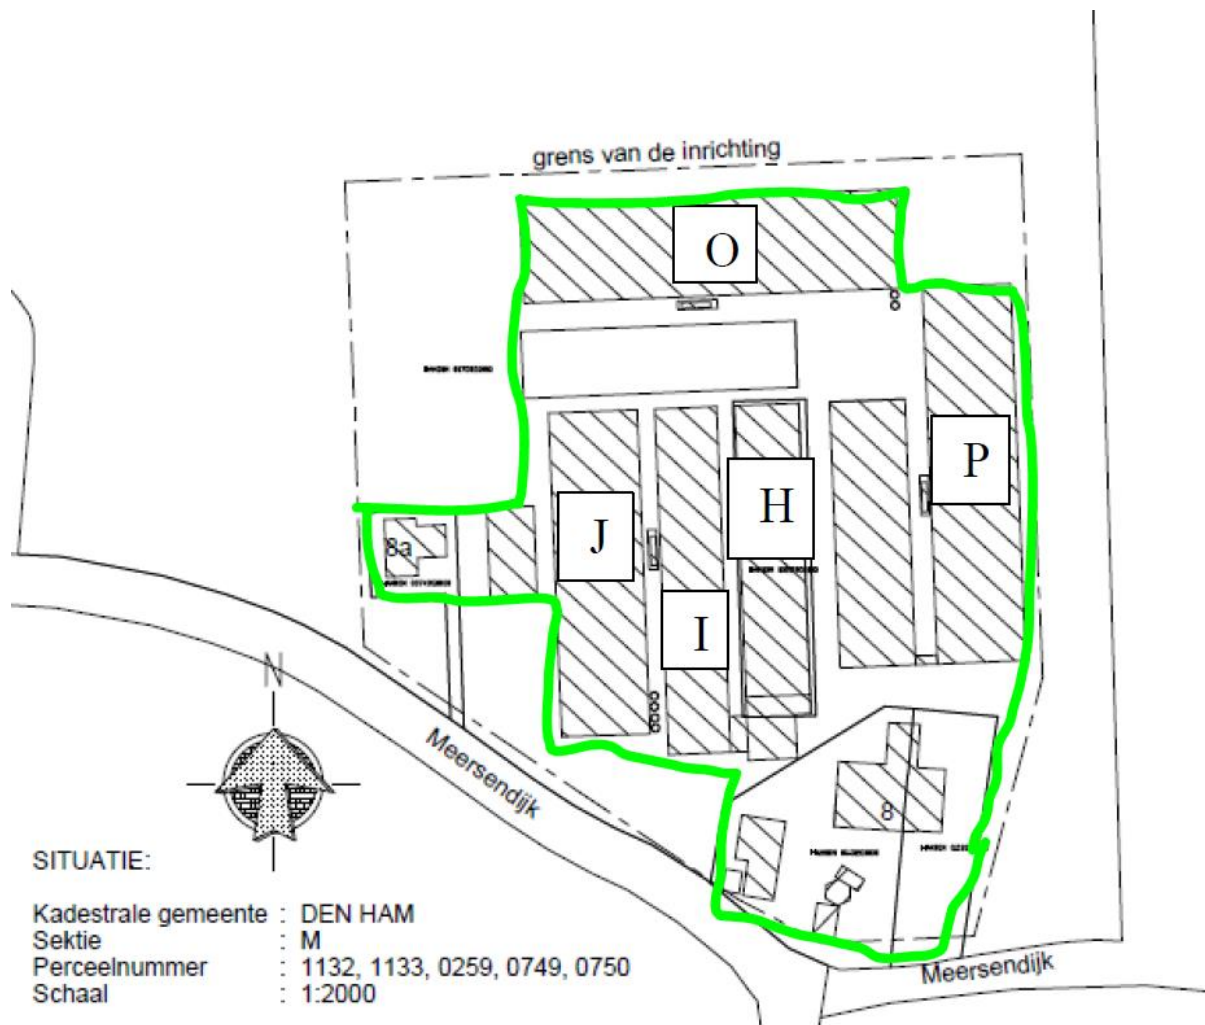 grens van de inrichting
O
P
H
J
8a
I
N
Meersendijk
8
SITUATIE:
Kadestrale gemeente : DEN HAM
Sektie : M
Perceelnummer : 1132, 1133, 0259, 0749, 0750
Schaal : 1:2000
Meersendijk